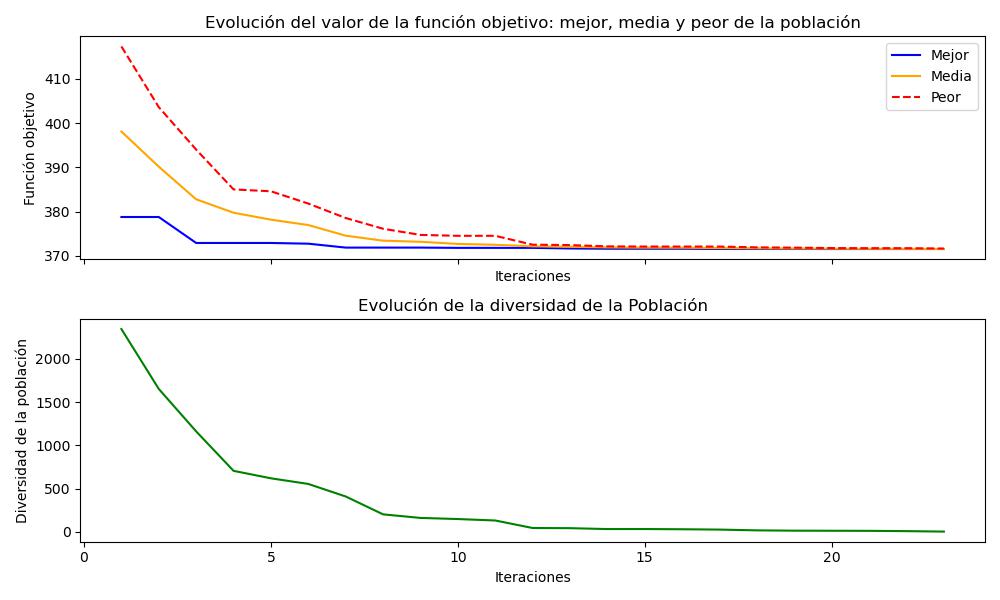 Evolución del valor de la función objetivo: mejor, media y peor de la población
Función objetivo
410
400
390
380
370
Mejor
Media
Peor
Iteraciones
Evolución de la diversidad de la Población
Diversidad de la población
2000
1500
1000
500
0
0
5
10
15
20
Iteraciones